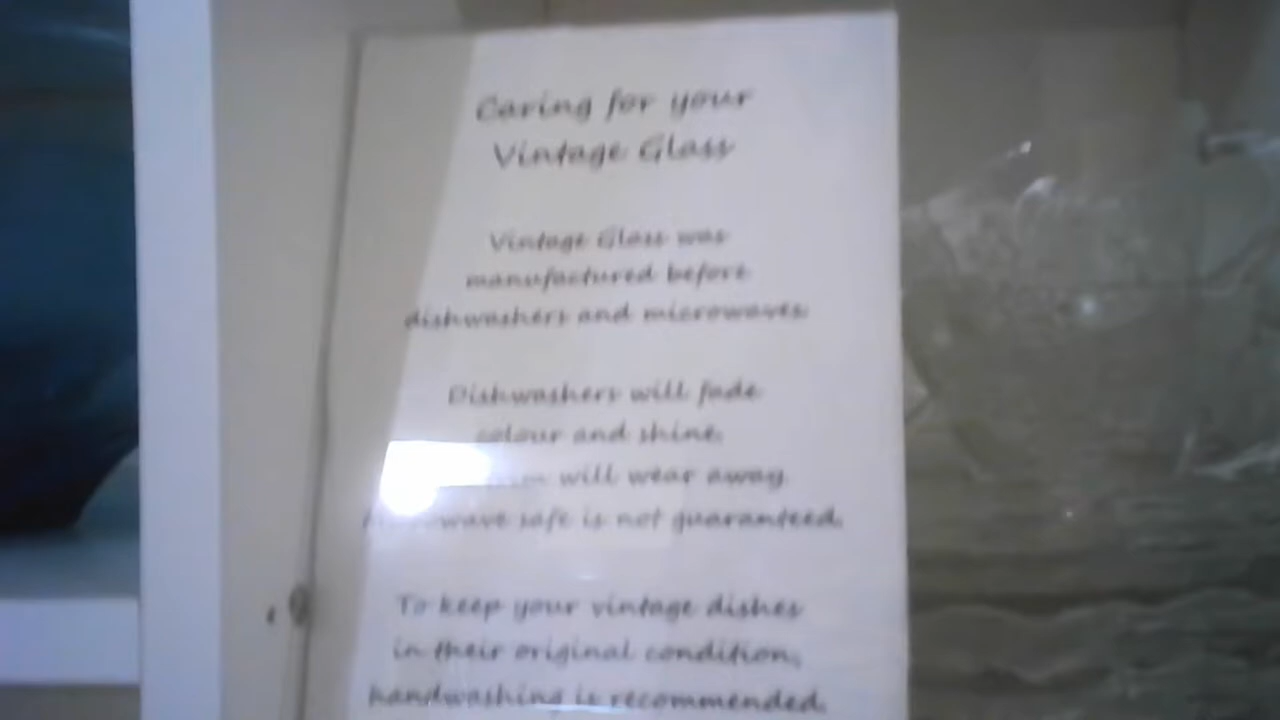 Caring for your
Vintage Glass
Vintage Glass was
manufactured before
dishwashers and microwaves.
Dishwashers will fade
colour and shine.
will wear away.
safe is not guaranteed.
To keep your vintage dishes
in their original condition,
handwashing is recommended.